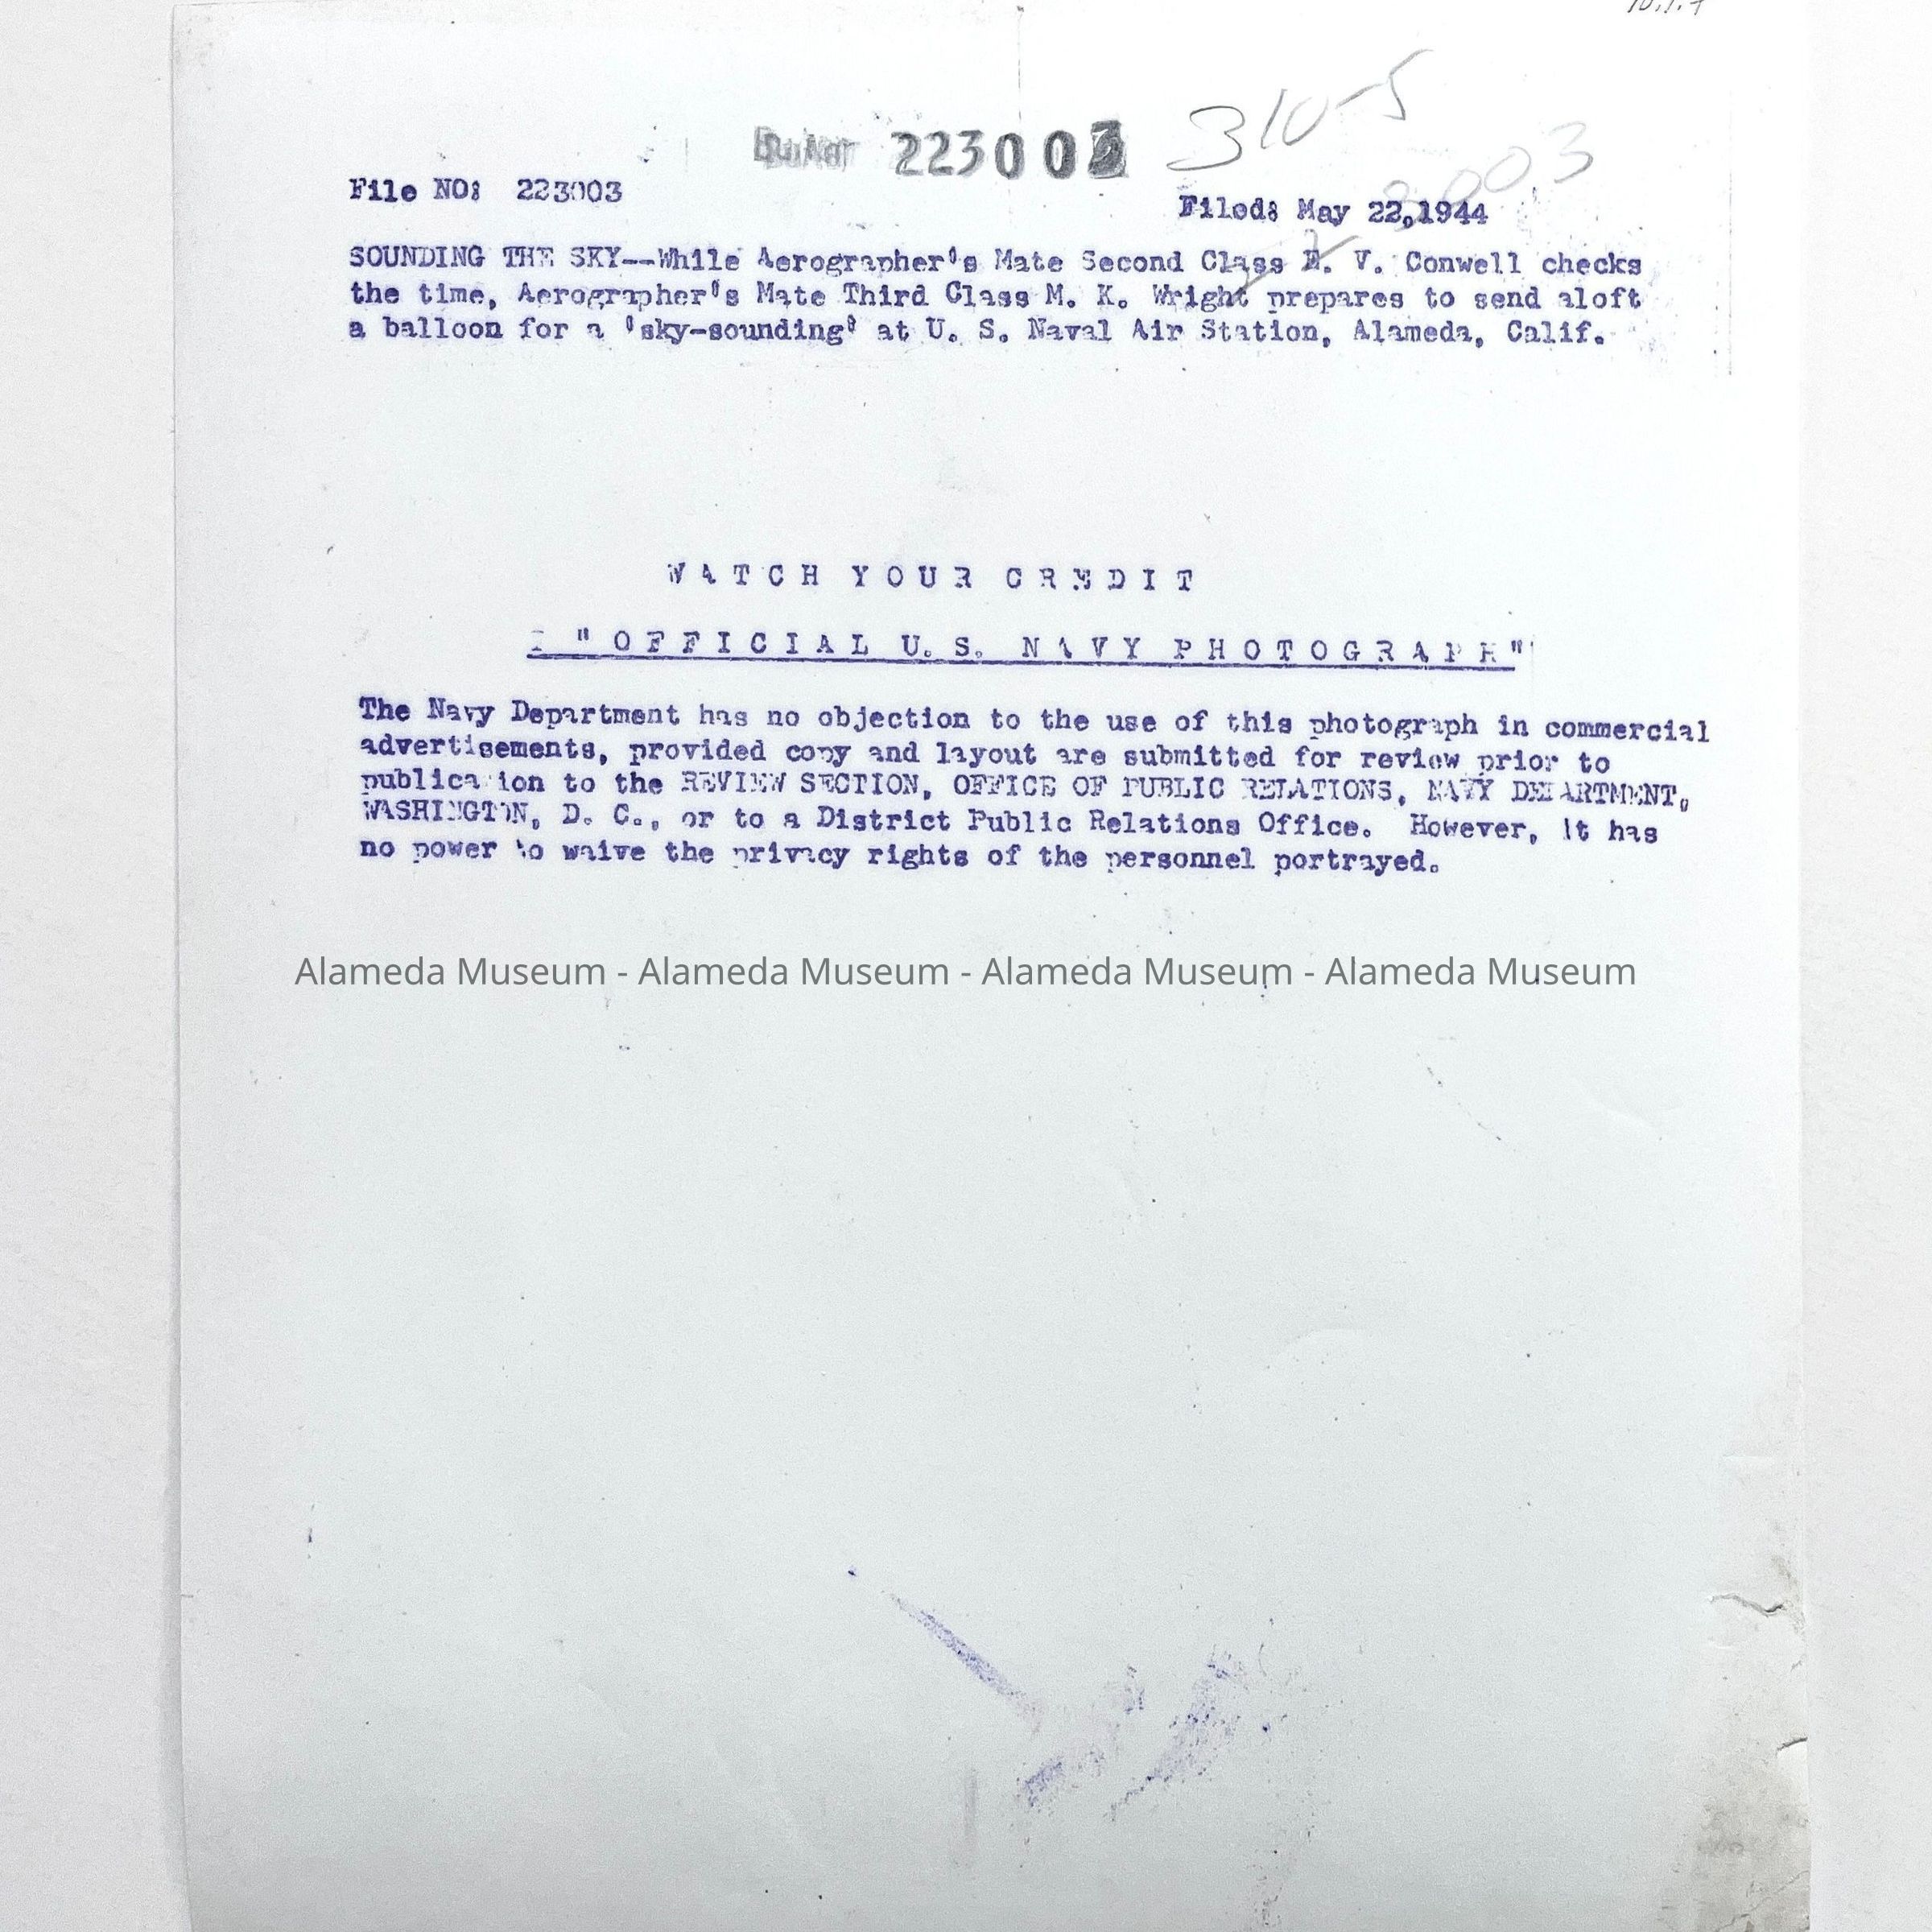 310-5
BuAer 223003
223003
File NO: 223003
Filed: May 22,1944
SOUNDING THE SKY--While Aerographer's Mate Second Class E. V. Conwell checks
the time, Aerographer's Mate Third Class M. K. Wright prepares to send aloft
a balloon for a 'sky-sounding' at U. S. Naval Air Station, Alameda, Calif.
WATCH YOUR CREDIT
"OFFICIAL U. S. NAVY PHOTOGRAPH"
The Navy Department has no objection to the use of this photograph in commercial
advertisements, provided copy and layout are submitted for review prior to
publication to the REVIEW SECTION, OFFICE OF PUBLIC RELATIONS, NAVY DEPARTMENT,
WASHINGTON, D. C., or to a District Public Relations Office. However, it has
no power to waive the privacy rights of the personnel portrayed.
Alameda Museum - Alameda Museum - Alameda Museum - Alameda Museum